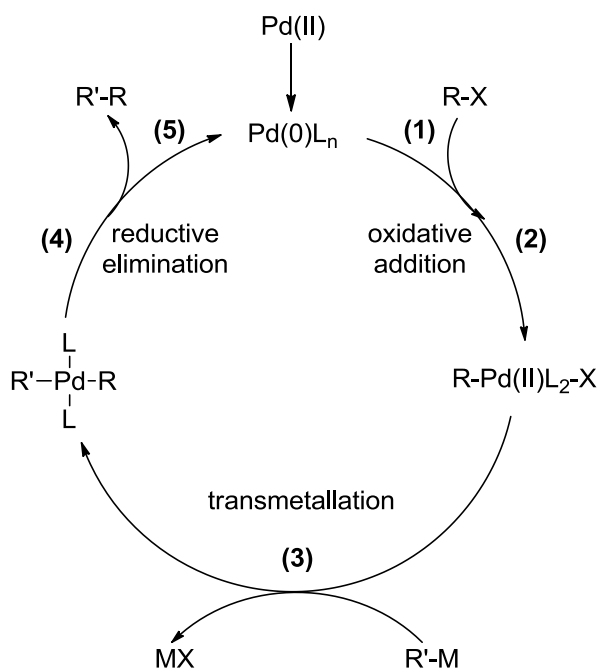 Pd(II)
R'-R
(5)
Pd(0)Lₙ
(1)
R-X
(4)
reductive
elimination
oxidative
addition
(2)
L
R'-Pd-R
L
R-Pd(II)L₂-X
transmetallation
(3)
MX
R'-M